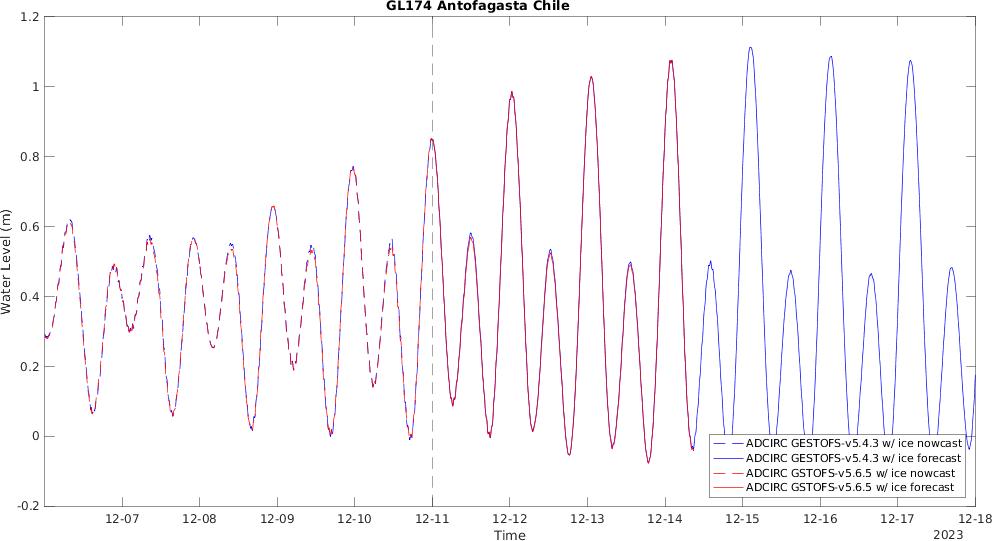 GL174 Antofagasta Chile
1.2
1
0.8
0.6
0.4
0.2
0
-0.2
Water Level (m)
ADCIRC GESTOFS-v5.4.3 w/ ice nowcast
ADCIRC GESTOFS-v5.4.3 w/ ice forecast
ADCIRC GSTOFS-v5.6.5 w/ ice nowcast
ADCIRC GSTOFS-v5.6.5 w/ ice forecast
12-07 12-08 12-09 12-10 12-11 12-12 12-13 12-14 12-15 12-16 12-17 12-18
Time
2023